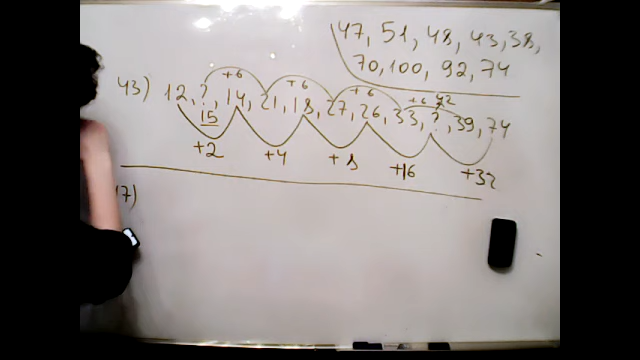 47, 51, 48, 43, 38,
70, 100, 92, 74
+6 +6 +6 +6 42
43) 12, ?, 14, 21, 18, 27, 26, 33, ?, 39, 74
15
+2 +4 +8 +16 +32
7)